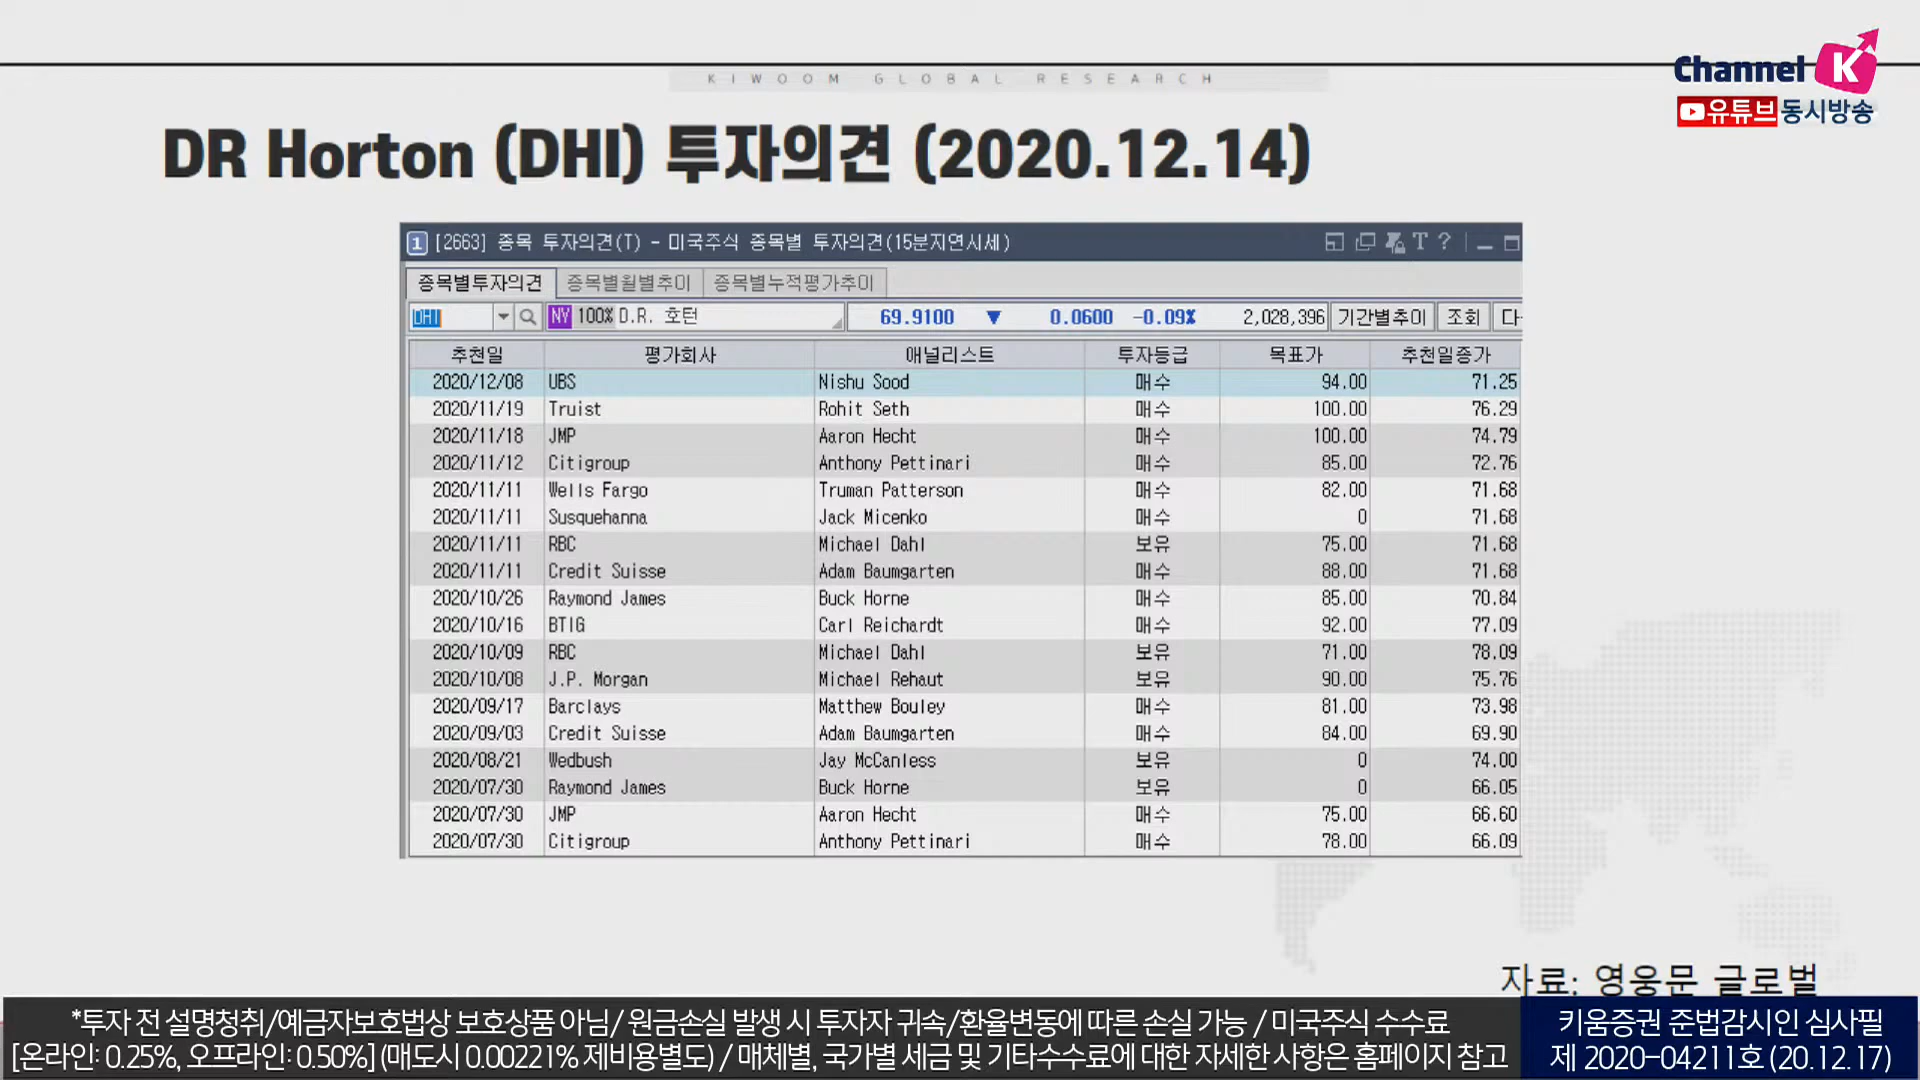 KIWOOM GLOBAL RESEARCH
Channel K
유튜브동시방송
DR Horton (DHI) 투자의견 (2020.12.14)
1 [2663] 종목 투자의견(T) - 미국주식 종목별 투자의견(15분지연시세) T ?
종목별투자의견 종목별월별추이 종목별누적평가추이
DHI NY 100% D.R. 호턴 69.9100 ▼ 0.0600 -0.09% 2,028,396 기간별추이 조회 다
추천일 평가회사 애널리스트 투자등급 목표가 추천일종가
2020/12/08 UBS Nishu Sood 매수 94.00 71.25
2020/11/19 Truist Rohit Seth 매수 100.00 76.29
2020/11/18 JMP Aaron Hecht 매수 100.00 74.79
2020/11/12 Citigroup Anthony Pettinari 매수 85.00 72.76
2020/11/11 Wells Fargo Truman Patterson 매수 82.00 71.68
2020/11/11 Susquehanna Jack Micenko 매수 0 71.68
2020/11/11 RBC Michael Dahl 보유 75.00 71.68
2020/11/11 Credit Suisse Adam Baumgarten 매수 88.00 71.68
2020/10/26 Raymond James Buck Horne 매수 85.00 70.84
2020/10/16 BTIG Carl Reichardt 매수 92.00 77.09
2020/10/09 RBC Michael Dahl 보유 71.00 78.09
2020/10/08 J.P. Morgan Michael Rehaut 보유 90.00 75.76
2020/09/17 Barclays Matthew Bouley 매수 81.00 73.98
2020/09/03 Credit Suisse Adam Baumgarten 매수 84.00 69.90
2020/08/21 Wedbush Jay McCanless 보유 0 74.00
2020/07/30 Raymond James Buck Horne 보유 0 66.05
2020/07/30 JMP Aaron Hecht 매수 75.00 66.60
2020/07/30 Citigroup Anthony Pettinari 매수 78.00 66.09
자료: 영웅문 글로벌
*투자 전 설명청취/예금자보호법상 보호상품 아님/ 원금손실 발생 시 투자자 귀속/환율변동에 따른 손실 가능 / 미국주식 수수료
[온라인: 0.25%, 오프라인: 0.50%] (매도시 0.00221% 제비용별도) / 매체별, 국가별 세금 및 기타수수료에 대한 자세한 사항은 홈페이지 참고
키움증권 준법감시인 심사필
제 2020-04211호 (20.12.17)